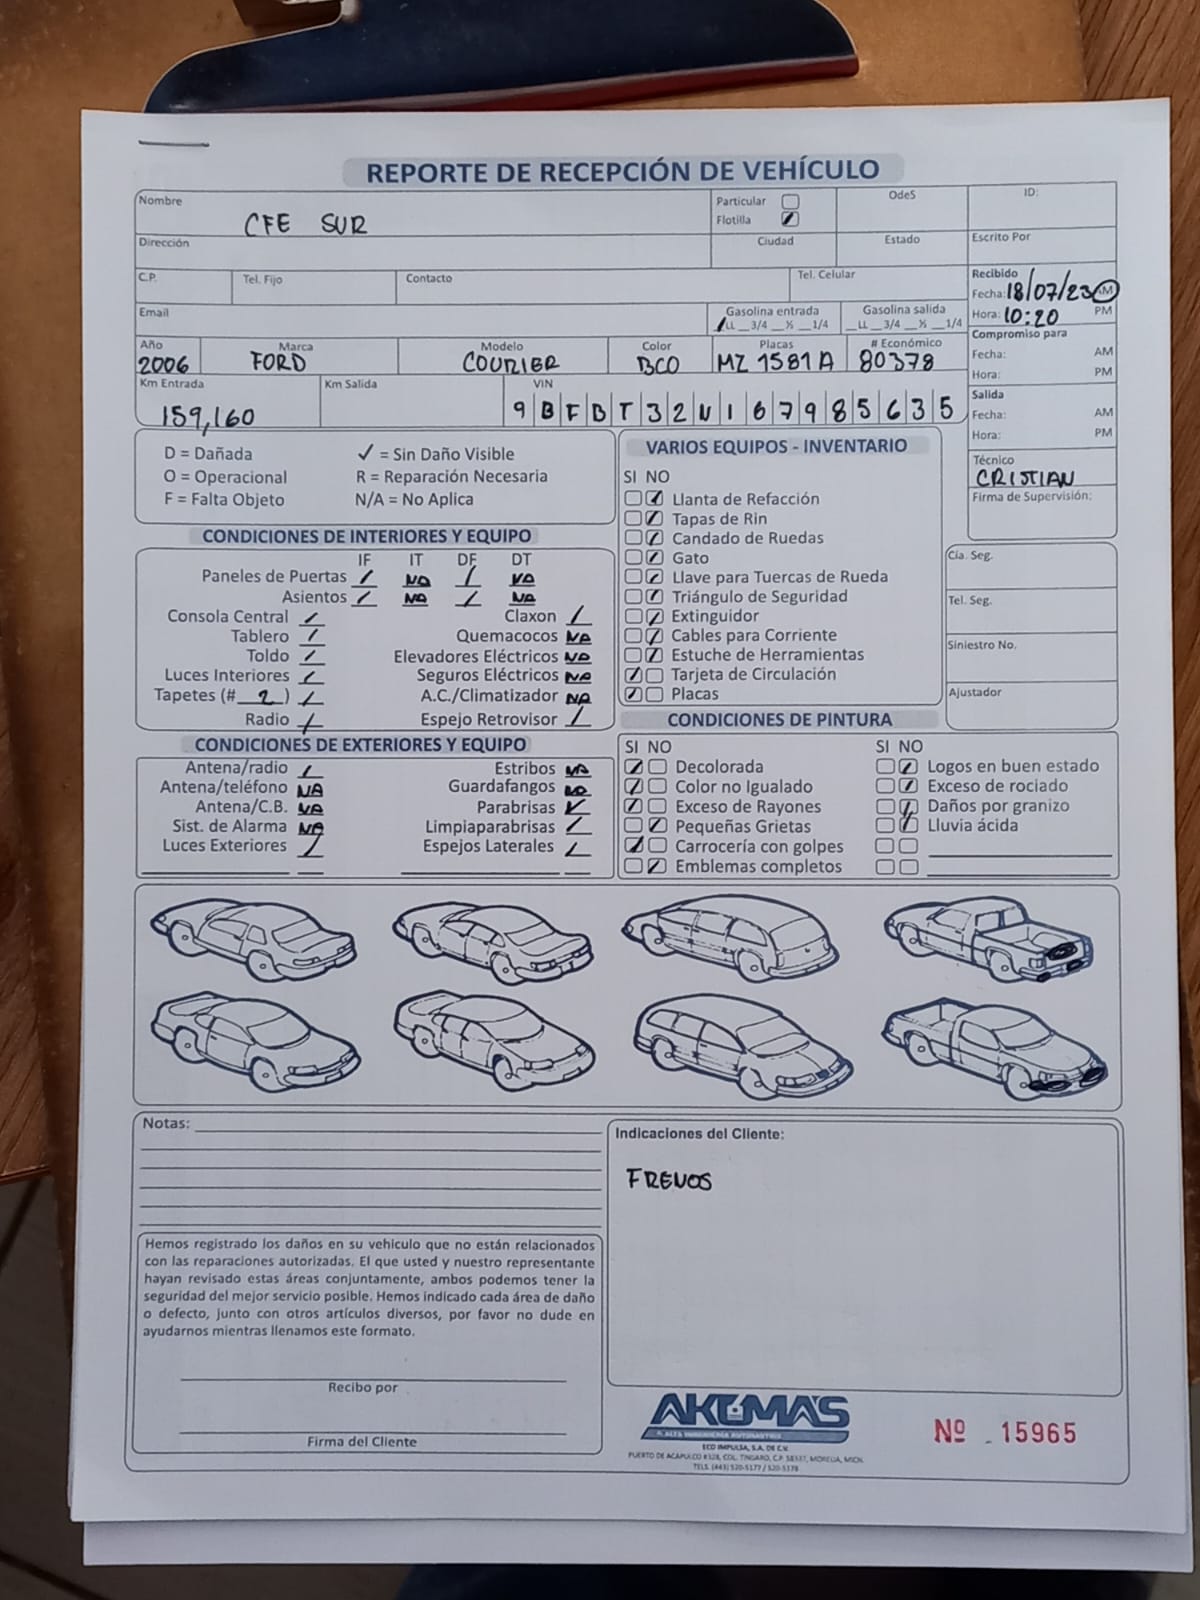 REPORTE DE RECEPCIÓN DE VEHÍCULO
Nombre CFE SUR
Particular
Flotilla
OdeS
ID:
Dirección
Ciudad
Estado
Escrito Por
C.P.
Tel. Fijo
Contacto
Tel. Celular
Recibido
Fecha: 18/07/23 AM
Hora: 10:20 PM
Email
Gasolina entrada
LL __3/4 __½ __1/4
Gasolina salida
_LL __3/4 __½ __1/4
Compromiso para
Fecha: AM
Hora: PM
Año Marca Modelo Color Placas # Económico
2006 FORD COURIER BCO MZ 1581A 80378
Km Entrada Km Salida VIN
159,160 9BFBT32N167985635
Salida
Fecha: AM
Hora: PM
Técnico
CRISTIAN
Firma de Supervisión:
D = Dañada ✓ = Sin Daño Visible
O = Operacional R = Reparación Necesaria
F = Falta Objeto N/A = No Aplica
CONDICIONES DE INTERIORES Y EQUIPO
IF IT DF DT
Paneles de Puertas ✓ NA ✓ NA
Asientos ✓ NA ✓ NA
Consola Central ✓ Claxon ✓
Tablero ✓ Quemacocos NA
Toldo ✓ Elevadores Eléctricos NA
Luces Interiores ✓ Seguros Eléctricos NA
Tapetes (# 2 ) ✓ A.C./Climatizador NA
Radio ✓ Espejo Retrovisor ✓
CONDICIONES DE EXTERIORES Y EQUIPO
Antena/radio ✓ Estribos NA
Antena/teléfono NA Guardafangos NA
Antena/C.B. NA Parabrisas ✓
Sist. de Alarma NA Limpiaparabrisas ✓
Luces Exteriores ✓ Espejos Laterales ✓
VARIOS EQUIPOS - INVENTARIO
SI NO
Llanta de Refacción
Tapas de Rin
Candado de Ruedas
Gato
Llave para Tuercas de Rueda
Triángulo de Seguridad
Extinguidor
Cables para Corriente
Estuche de Herramientas
Tarjeta de Circulación
Placas
Cía. Seg.
Tel. Seg.
Siniestro No.
Ajustador
CONDICIONES DE PINTURA
SI NO SI NO
Decolorada Logos en buen estado
Color no Igualado Exceso de rociado
Exceso de Rayones Daños por granizo
Pequeñas Grietas Lluvia ácida
Carrocería con golpes
Emblemas completos
Notas:
Indicaciones del Cliente:
FRENOS
Hemos registrado los daños en su vehiculo que no están relacionados
con las reparaciones autorizadas. El que usted y nuestro representante
hayan revisado estas áreas conjuntamente, ambos podemos tener la
seguridad del mejor servicio posible. Hemos indicado cada área de daño
o defecto, junto con otros artículos diversos, por favor no dude en
ayudarnos mientras llenamos este formato.
Recibo por
Firma del Cliente
AKUMAS
ECO IMPULSA, S.A. DE C.V.
PUERTO DE ACAPULCO #328, COL. TINIJARO, C.P. 58337, MORELIA, MICH.
TELS. (443) 520-5177 / 520-5178
Nº 15965